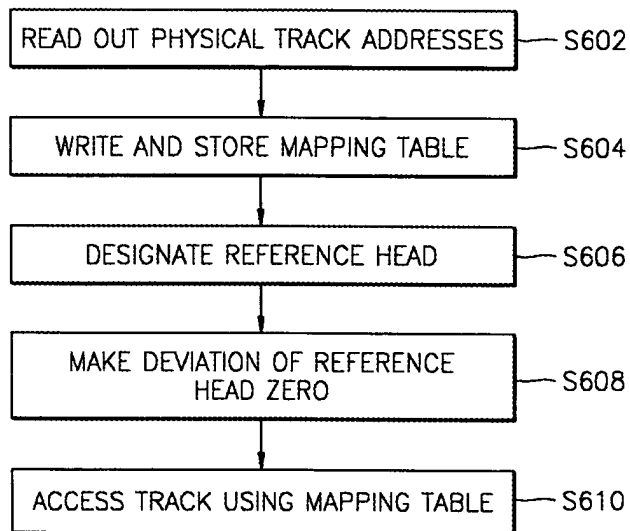 READ OUT PHYSICAL TRACK ADDRESSES S602
WRITE AND STORE MAPPING TABLE S604
DESIGNATE REFERENCE HEAD S606
MAKE DEVIATION OF REFERENCE
HEAD ZERO S608
ACCESS TRACK USING MAPPING TABLE S610